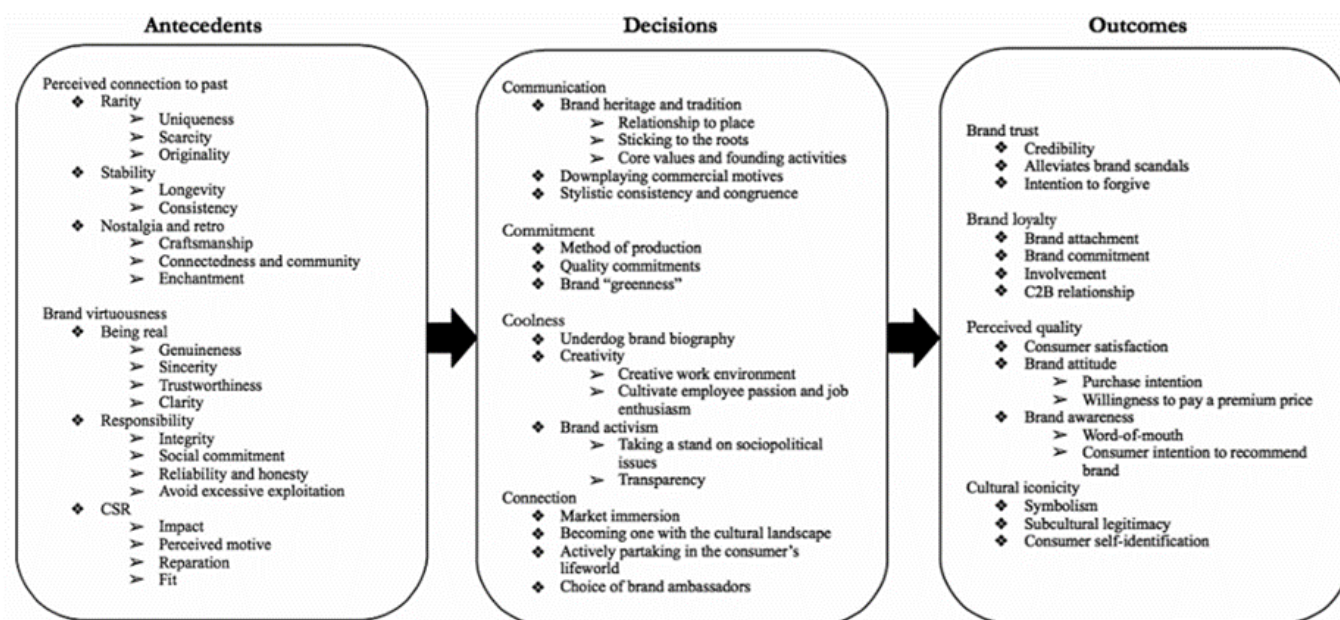 Antecedents
Perceived connection to past
❖ Rarity
➢ Uniqueness
➢ Scarcity
➢ Originality
❖ Stability
➢ Longevity
➢ Consistency
❖ Nostalgia and retro
➢ Craftsmanship
➢ Connectedness and community
➢ Enchantment
Brand virtuousness
❖ Being real
➢ Genuineness
➢ Sincerity
➢ Trustworthiness
➢ Clarity
❖ Responsibility
➢ Integrity
➢ Social commitment
➢ Reliability and honesty
➢ Avoid excessive exploitation
❖ CSR
➢ Impact
➢ Perceived motive
➢ Reparation
➢ Fit
Decisions
Communication
❖ Brand heritage and tradition
➢ Relationship to place
➢ Sticking to the roots
➢ Core values and founding activities
❖ Downplaying commercial motives
❖ Stylistic consistency and congruence
Commitment
❖ Method of production
❖ Quality commitments
❖ Brand “greenness”
Coolness
❖ Underdog brand biography
❖ Creativity
➢ Creative work environment
➢ Cultivate employee passion and job
enthusiasm
❖ Brand activism
➢ Taking a stand on sociopolitical
issues
➢ Transparency
Connection
❖ Market immersion
❖ Becoming one with the cultural landscape
❖ Actively partaking in the consumer’s
lifeworld
❖ Choice of brand ambassadors
Outcomes
Brand trust
❖ Credibility
❖ Alleviates brand scandals
❖ Intention to forgive
Brand loyalty
❖ Brand attachment
❖ Brand commitment
❖ Involvement
❖ C2B relationship
Perceived quality
❖ Consumer satisfaction
❖ Brand attitude
➢ Purchase intention
➢ Willingness to pay a premium price
❖ Brand awareness
➢ Word-of-mouth
➢ Consumer intention to recommend
brand
Cultural iconicity
❖ Symbolism
❖ Subcultural legitimacy
❖ Consumer self-identification